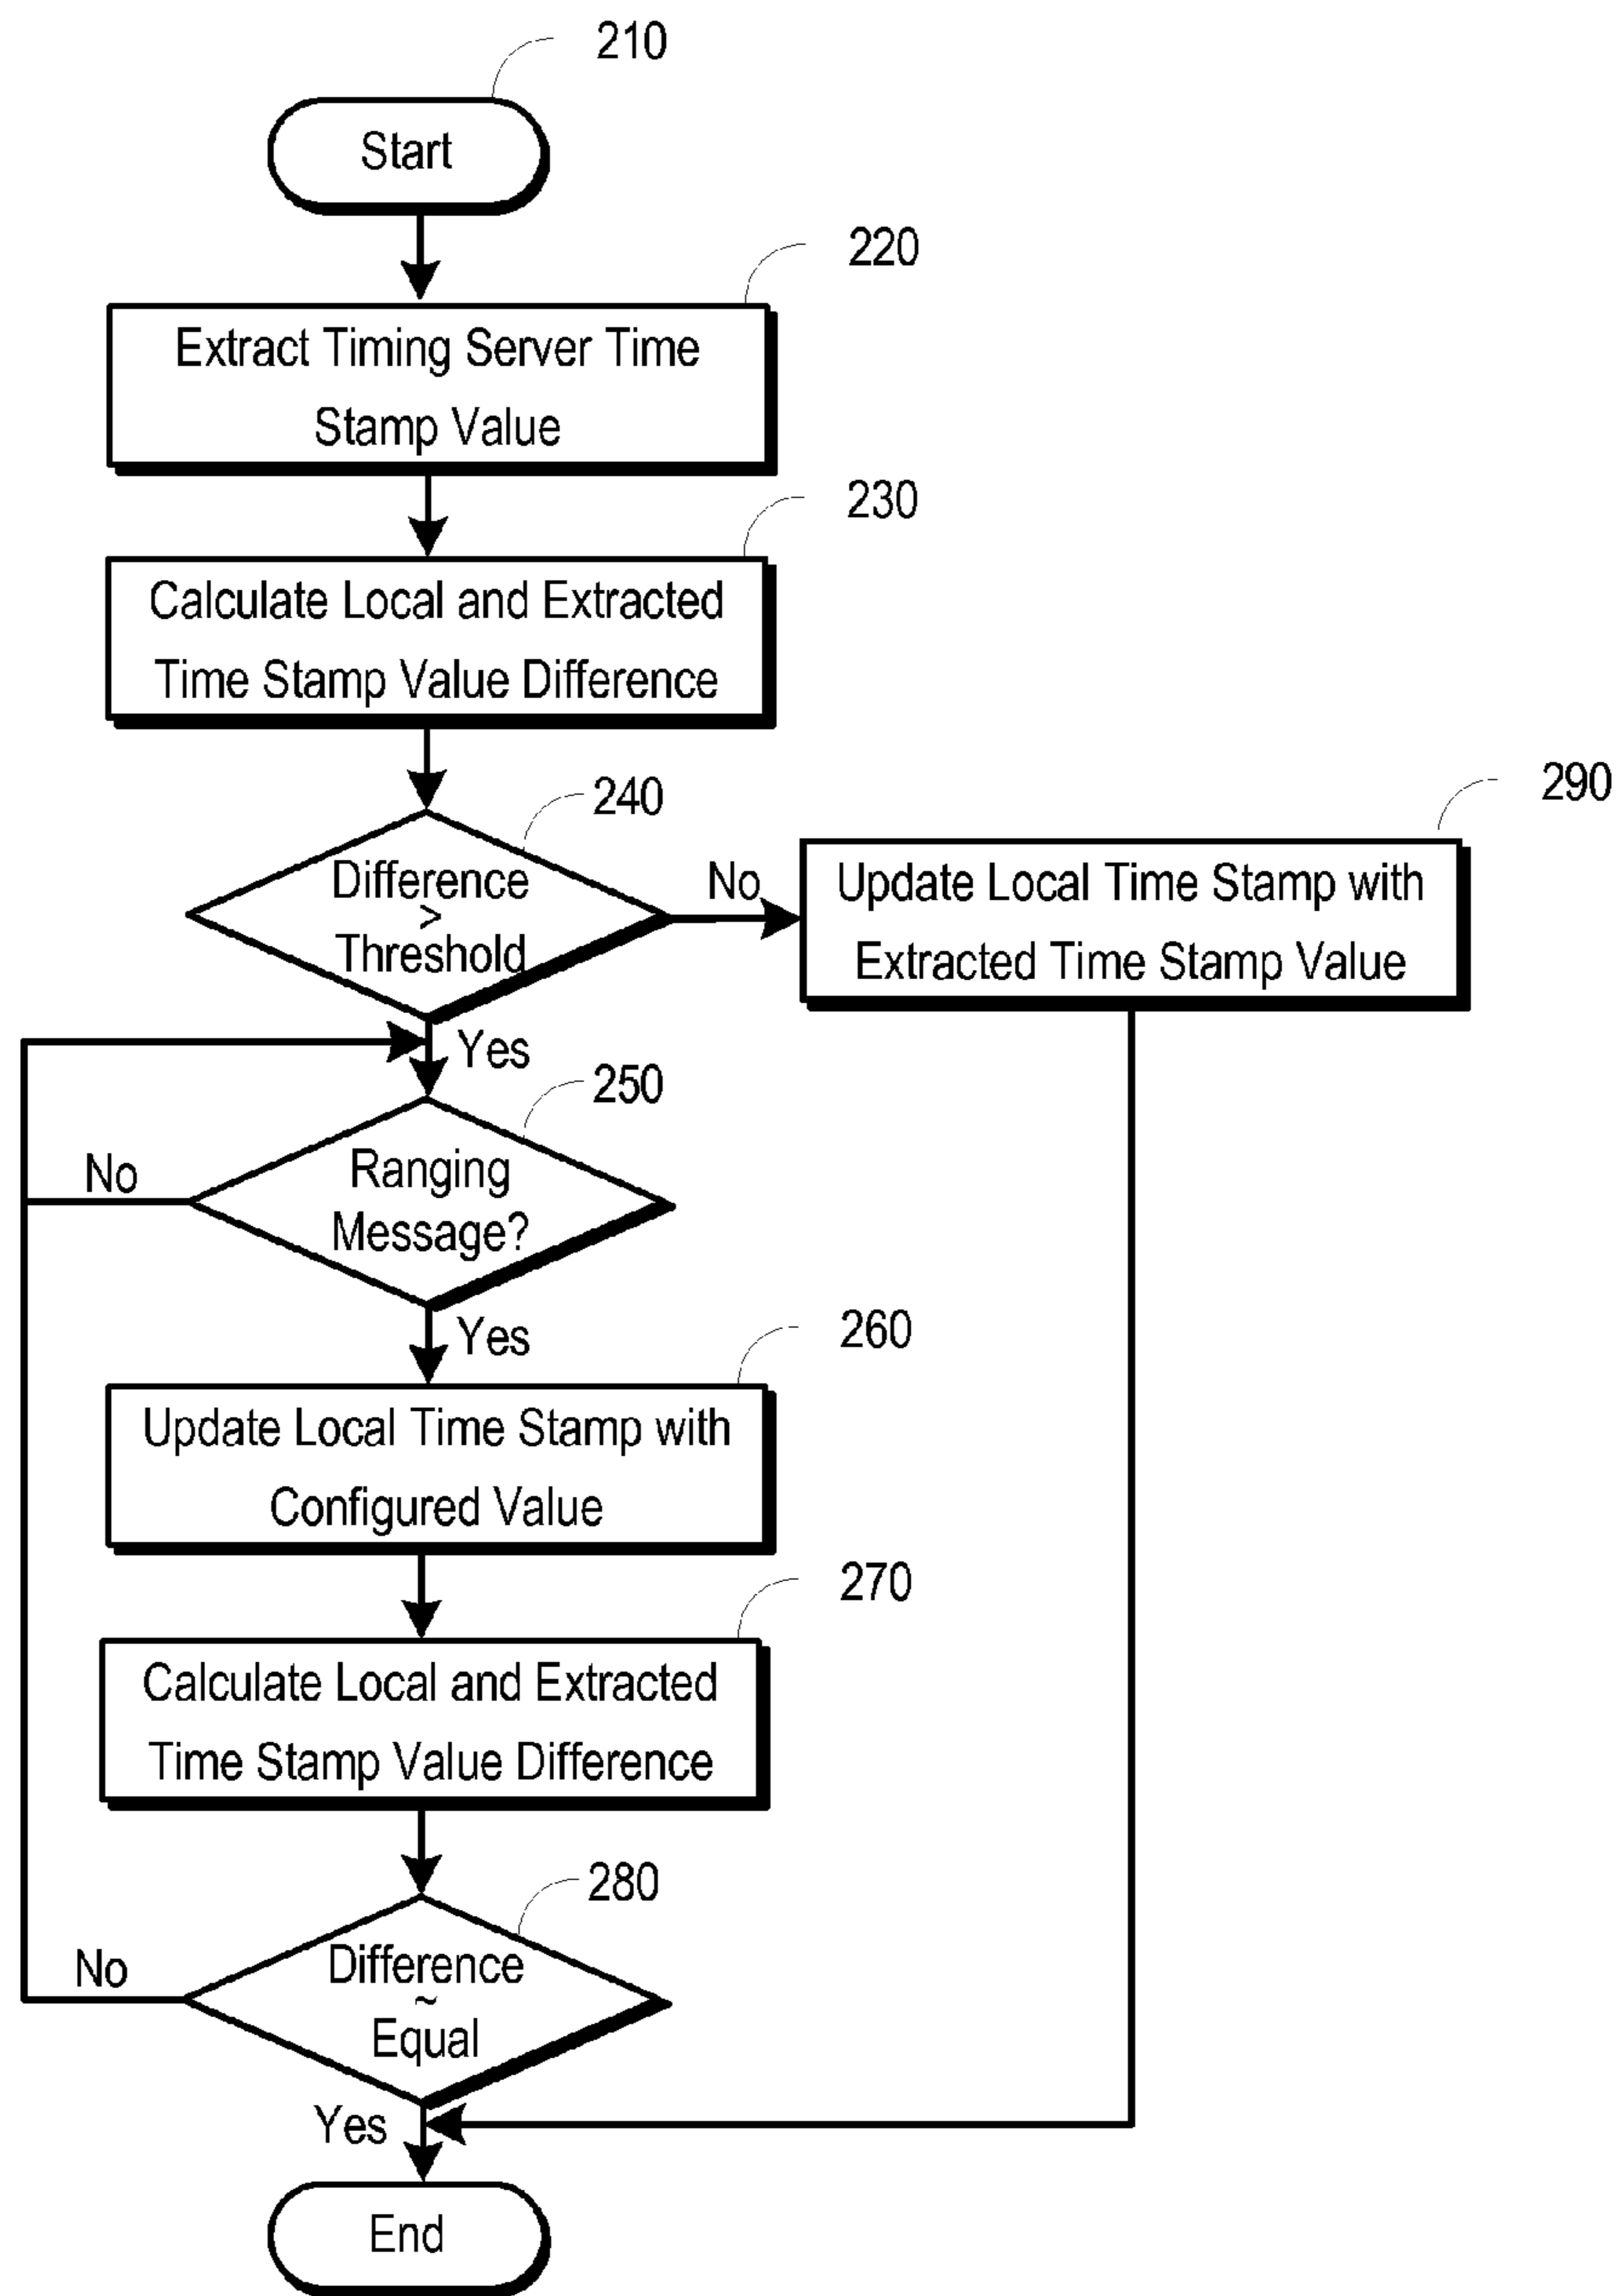 210
Start
220
Extract Timing Server Time
Stamp Value
230
Calculate Local and Extracted
Time Stamp Value Difference
240
Difference
>
Threshold
No
290
Update Local Time Stamp with
Extracted Time Stamp Value
Yes
250
Ranging
Message?
No
Yes
260
Update Local Time Stamp with
Configured Value
270
Calculate Local and Extracted
Time Stamp Value Difference
280
Difference
~
Equal
No
Yes
End